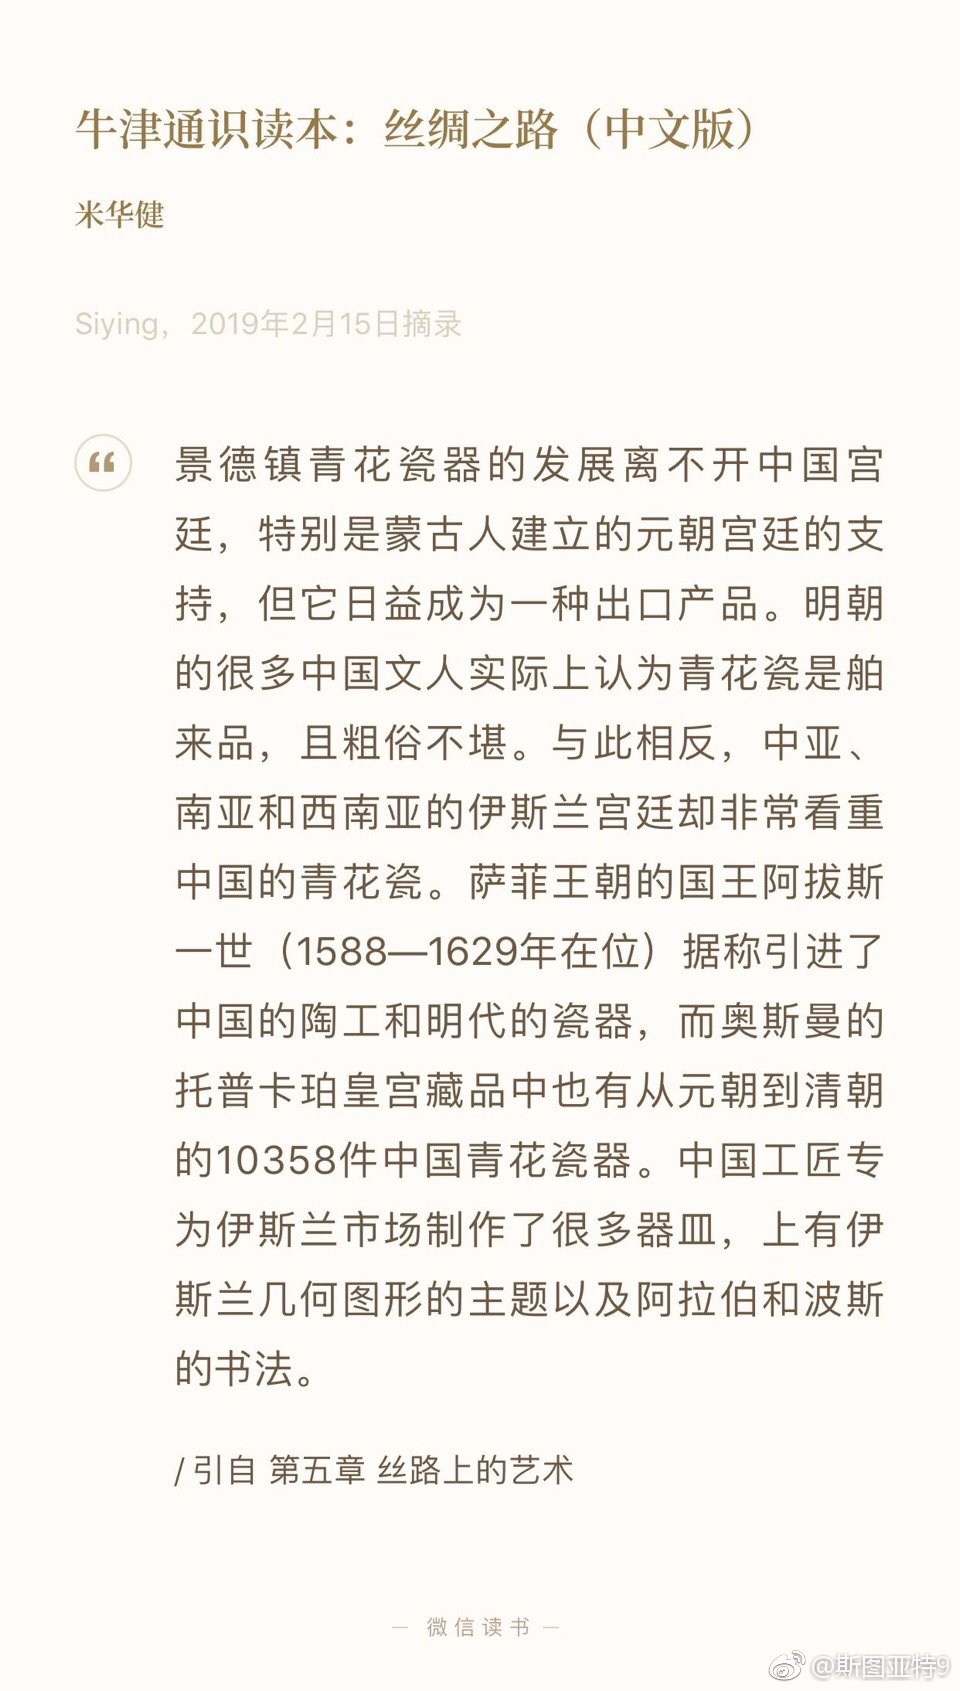 牛津通识读本：丝绸之路（中文版）
米华健
Siying，2019年2月15日摘录
景德镇青花瓷器的发展离不开中国宫
廷，特别是蒙古人建立的元朝宫廷的支
持，但它日益成为一种出口产品。明朝
的很多中国文人实际上认为青花瓷是舶
来品，且粗俗不堪。与此相反，中亚、
南亚和西南亚的伊斯兰宫廷却非常看重
中国的青花瓷。萨菲王朝的国王阿拔斯
一世（1588—1629年在位）据称引进了
中国的陶工和明代的瓷器，而奥斯曼的
托普卡珀皇宫藏品中也有从元朝到清朝
的10358件中国青花瓷器。中国工匠专
为伊斯兰市场制作了很多器皿，上有伊
斯兰几何图形的主题以及阿拉伯和波斯
的书法。
/ 引自 第五章 丝路上的艺术
— 微信读书 —
@斯图亚特9